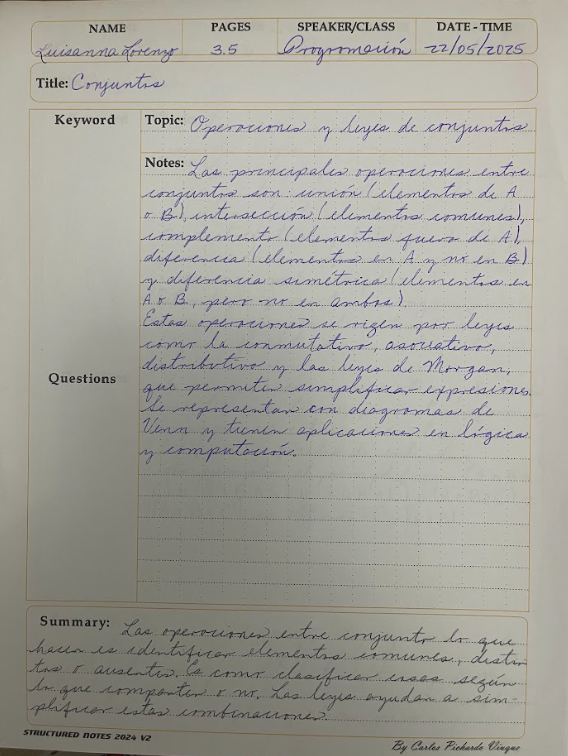 NAME PAGES SPEAKER/CLASS DATE - TIME
Luisanna Lorenzo 3.5 Programación 22/05/2025
Title: Conjuntos
Keyword
Topic: Operaciones y leyes de conjuntos
Notes: Las principales operaciones entre
conjuntos son: unión (elementos de A
o B), intersección (elementos comunes),
complemento (elementos fuera de A),
diferencia (elementos en A y no en B)
y diferencia simétrica (elementos en
A o B, pero no en ambos).
Estas operaciones se rigen por leyes
como la conmutativa, asociativa,
distributiva y las leyes de Morgan,
Questions
que permiten simplificar expresiones.
Se representan con diagramas de
Venn y tienen aplicaciones en lógica
y computación.
Summary: Las operaciones entre conjunto lo que
hacen es identificar elementos comunes, distin
tos o ausentes. Es como clasificar cosas según
lo que comparten o no. Las leyes ayudan a sim-
plificar estas combinaciones.
STRUCTURED NOTES 2024 V2
By Carlos Pichardo Vinque